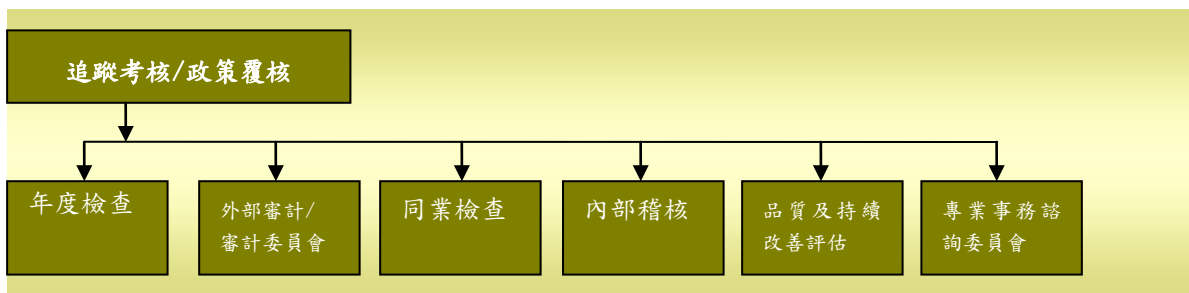 追蹤考核/政策覆核
年度檢查
外部審計/
審計委員會
同業檢查
內部稽核
品質及持續
改善評估
專業事務諮
詢委員會